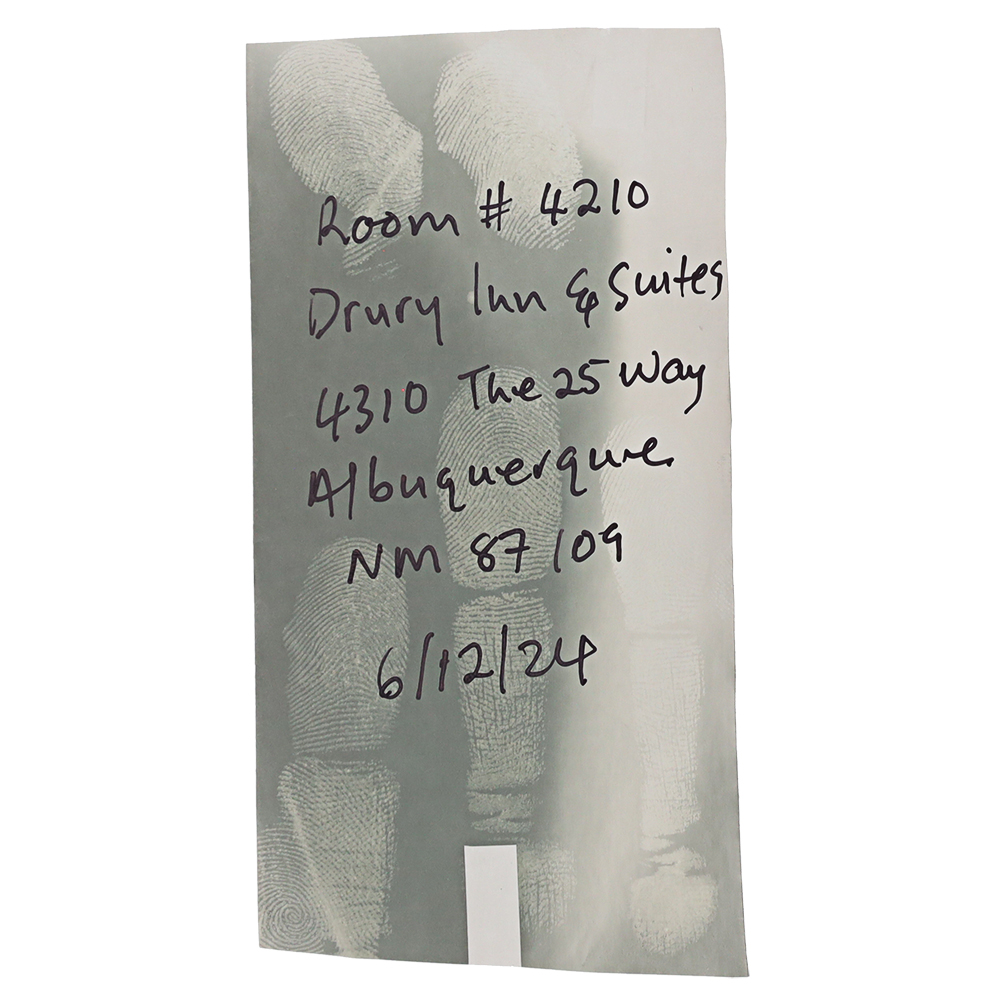 Room # 4210
Drury Inn & Suites
4310 The 25 Way
Albuquerque
NM 87109
6/12/24